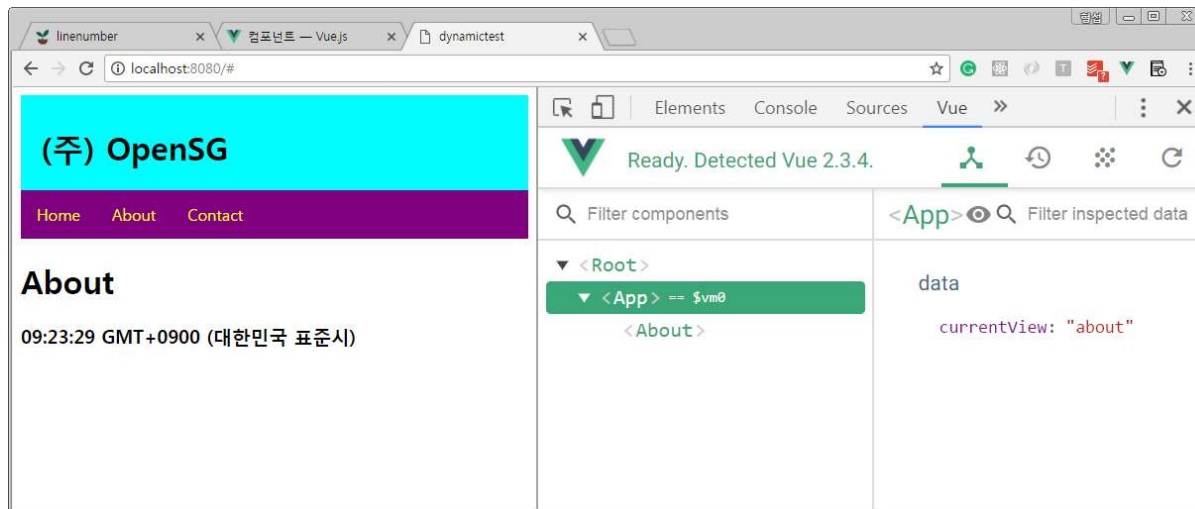 형섭
linenumber
컴포넌트 — Vue.js
dynamictest
localhost:8080/#
(주) OpenSG
Home About Contact
About
09:23:29 GMT+0900 (대한민국 표준시)
Elements Console Sources Vue »
Ready. Detected Vue 2.3.4.
Filter components
<Root>
<App> == $vm0
<About>
<App> Filter inspected data
data
currentView: "about"